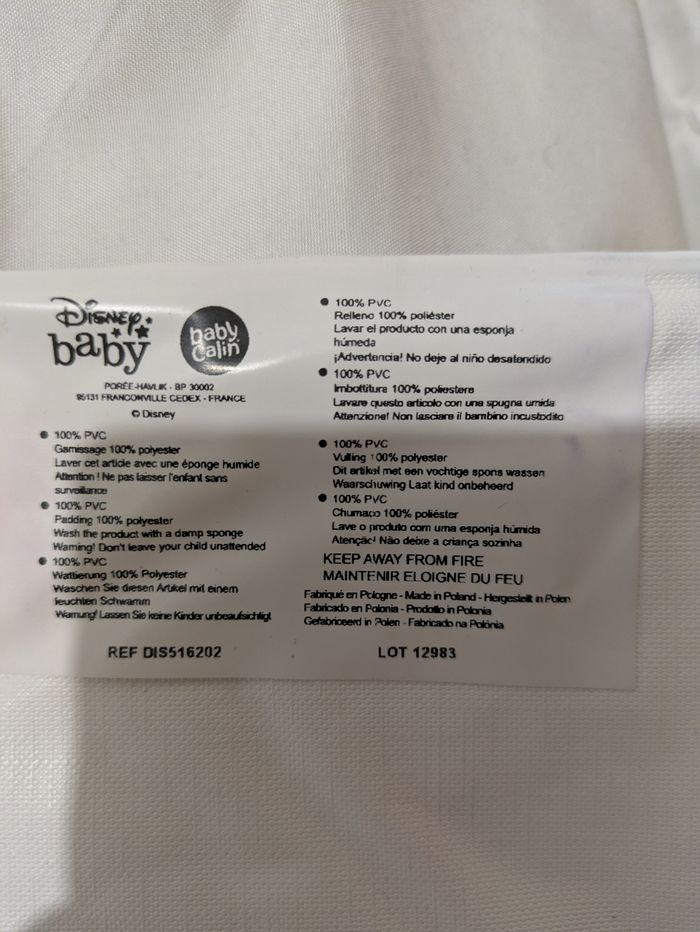 Disney
baby
baby
Calin
PORÉE-HAVLIK - BP 30002
95131 FRANCONVILLE CEDEX - FRANCE
© Disney
● 100% PVC
Garnissage 100% polyester
Laver cet article avec une éponge humide
Attention ! Ne pas laisser l'enfant sans
surveillance
● 100% PVC
Padding 100% polyester
Wash the product with a damp sponge
Warning! Don't leave your child unattended
● 100% PVC
Wattierung 100% Polyester
Waschen Sie diesen Artikel mit einem
feuchten Schwamm
Warnung! Lassen Sie keine Kinder unbeaufsichtigt
REF DIS516202
● 100% PVC
Relleno 100% poliéster
Lavar el producto con una esponja
húmeda
¡Advertencia! No deje al niño desatendido
● 100% PVC
Imbottitura 100% poliestere
Lavare questo articolo con una spugna umida
Attenzione! Non lasciare il bambino incustodito
● 100% PVC
Vulling 100% polyester
Dit artikel met een vochtige spons wassen
Waarschuwing Laat kind onbeheerd
● 100% PVC
Chumaço 100% poliéster
Lave o produto com uma esponja húmida
Atenção! Não deixe a criança sozinha
KEEP AWAY FROM FIRE
MAINTENIR ELOIGNE DU FEU
Fabriqué en Pologne - Made in Poland - Hergestellt in Polen
Fabricado en Polonia - Prodotto in Polonia
Gefabriceerd in Polen - Fabricado na Polónia
LOT 12983